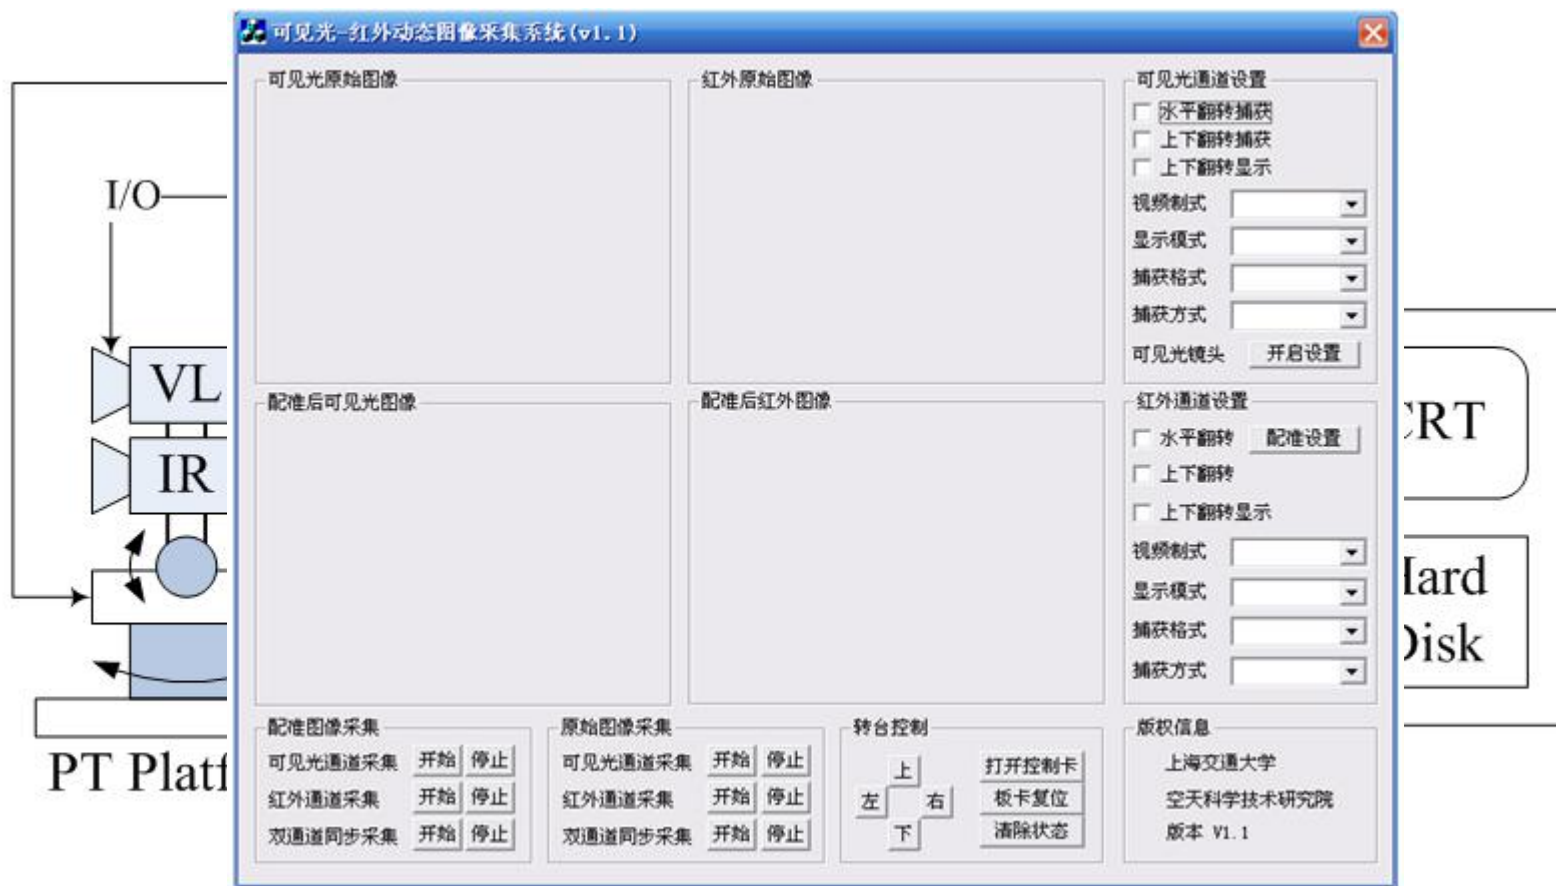 可见光-红外动态图像采集系统(v1.1)
可见光原始图像
红外原始图像
可见光通道设置
水平翻转捕获
上下翻转捕获
上下翻转显示
视频制式
显示模式
捕获格式
捕获方式
可见光镜头 开启设置
配准后可见光图像
配准后红外图像
红外通道设置
水平翻转 配准设置
上下翻转
上下翻转显示
视频制式
显示模式
捕获格式
捕获方式
配准图像采集
可见光通道采集 开始 停止
红外通道采集 开始 停止
双通道同步采集 开始 停止
原始图像采集
可见光通道采集 开始 停止
红外通道采集 开始 停止
双通道同步采集 开始 停止
转台控制
上
左 右
下
打开控制卡
板卡复位
清除状态
版权信息
上海交通大学
空天科学技术研究院
版本 V1.1
I/O
VL
IR
PT Platf
CRT
Hard
Disk